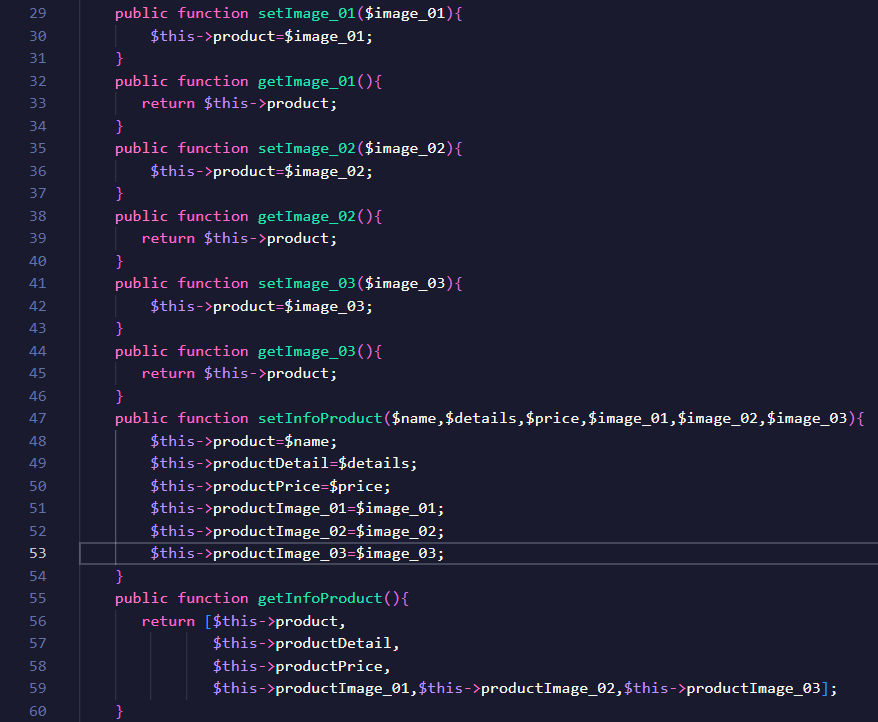 29 public function setImage_01($image_01){
30 $this->product=$image_01;
31 }
32 public function getImage_01(){
33 return $this->product;
34 }
35 public function setImage_02($image_02){
36 $this->product=$image_02;
37 }
38 public function getImage_02(){
39 return $this->product;
40 }
41 public function setImage_03($image_03){
42 $this->product=$image_03;
43 }
44 public function getImage_03(){
45 return $this->product;
46 }
47 public function setInfoProduct($name,$details,$price,$image_01,$image_02,$image_03){
48 $this->product=$name;
49 $this->productDetail=$details;
50 $this->productPrice=$price;
51 $this->productImage_01=$image_01;
52 $this->productImage_02=$image_02;
53 $this->productImage_03=$image_03;
54 }
55 public function getInfoProduct(){
56 return [$this->product,
57 $this->productDetail,
58 $this->productPrice,
59 $this->productImage_01,$this->productImage_02,$this->productImage_03];
60 }